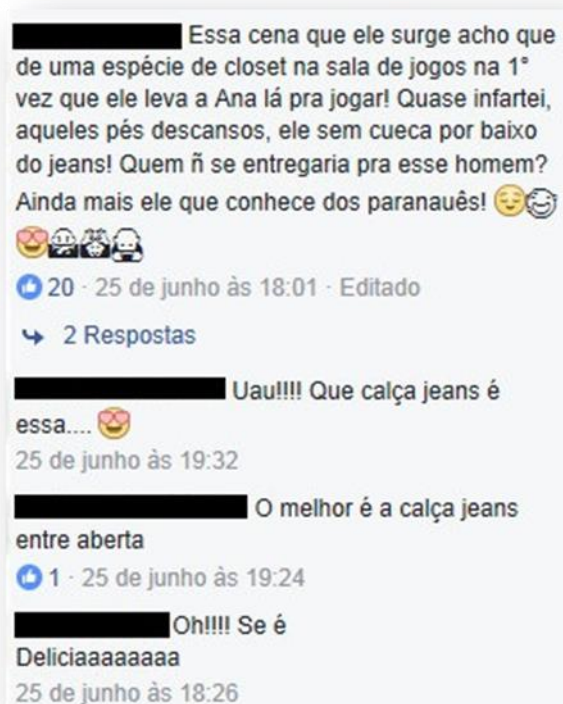 Essa cena que ele surge acho que
de uma espécie de closet na sala de jogos na 1°
vez que ele leva a Ana lá pra jogar! Quase infartei,
aqueles pés descansos, ele sem cueca por baixo
do jeans! Quem ñ se entregaria pra esse homem?
Ainda mais ele que conhece dos paranauês! 😌
😍
20 · 25 de junho às 18:01 · Editado
2 Respostas
Uau!!!! Que calça jeans é
essa.... 😍
25 de junho às 19:32
O melhor é a calça jeans
entre aberta
1 · 25 de junho às 19:24
Oh!!!! Se é
Deliciaaaaaaaa
25 de junho às 18:26